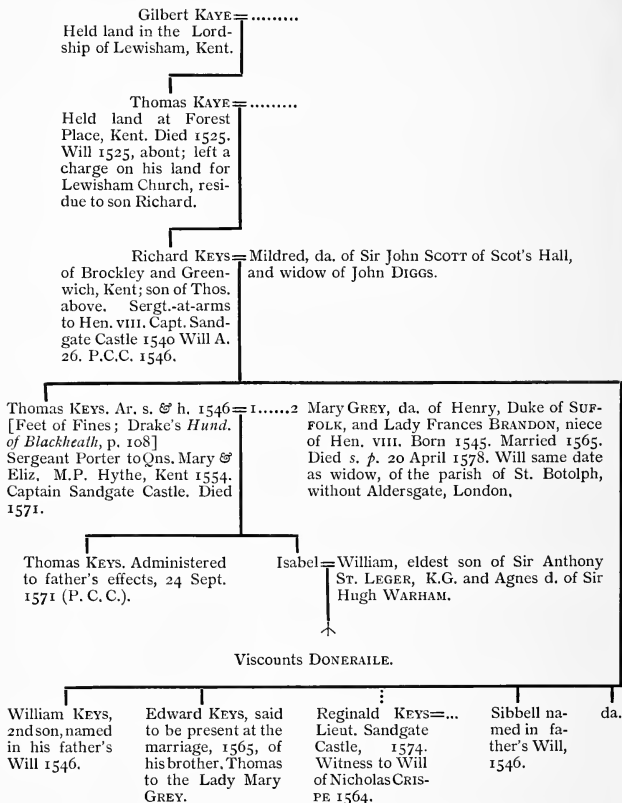 Gilbert KAYE=.........
Held land in the Lord-
ship of Lewisham, Kent.
Thomas KAYE=.........
Held land at Forest
Place, Kent. Died 1525.
Will 1525, about; left a
charge on his land for
Lewisham Church, resi-
due to son Richard.
Richard KEYS=Mildred, da. of Sir John SCOTT of Scot's Hall,
and widow of John DIGGS.
of Brockley and Green-
wich, Kent; son of Thos.
above. Sergt.-at-arms
to Hen. VIII. Capt. Sand-
gate Castle 1540 Will A.
26. P.C.C. 1546.
Thomas KEYS. Ar. s. & h. 1546=1......2
[Feet of Fines; Drake's Hund.
of Blackheath, p. 108]
Sergeant Porter to Qns. Mary &
Eliz. M.P. Hythe, Kent 1554.
Captain Sandgate Castle. Died
1571.
Mary GREY, da. of Henry, Duke of SUF-
FOLK, and Lady Frances BRANDON, niece
of Hen. VIII. Born 1545. Married 1565.
Died s. p. 20 April 1578. Will same date
as widow, of the parish of St. Botolph,
without Aldersgate, London.
Thomas KEYS. Administered
to father's effects, 24 Sept.
1571 (P. C. C.).
Isabel=William, eldest son of Sir Anthony
ST. LEGER, K.G. and Agnes d. of Sir
Hugh WARHAM.
Viscounts DONERAILE.
William KEYS,
2nd son, named
in his father's
Will 1546.
Edward KEYS, said
to be present at the
marriage, 1565, of
his brother, Thomas
to the Lady Mary
GREY.
Reginald KEYS=...
Lieut. Sandgate
Castle, 1574.
Witness to Will
of Nicholas CRIS-
PE 1564.
Sibbell na-
med in fa-
ther's Will,
1546.
da.